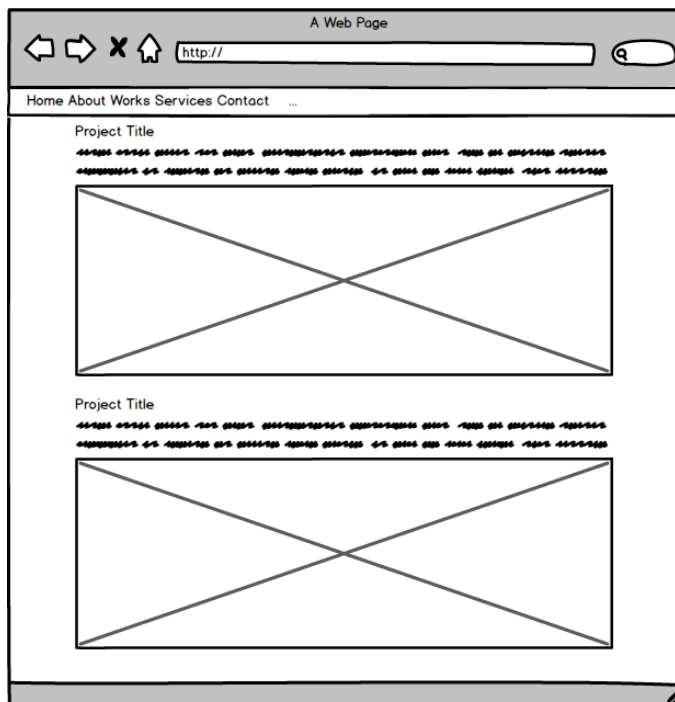 A Web Page
http://
Home About Works Services Contact ...
Project Title
Project Title